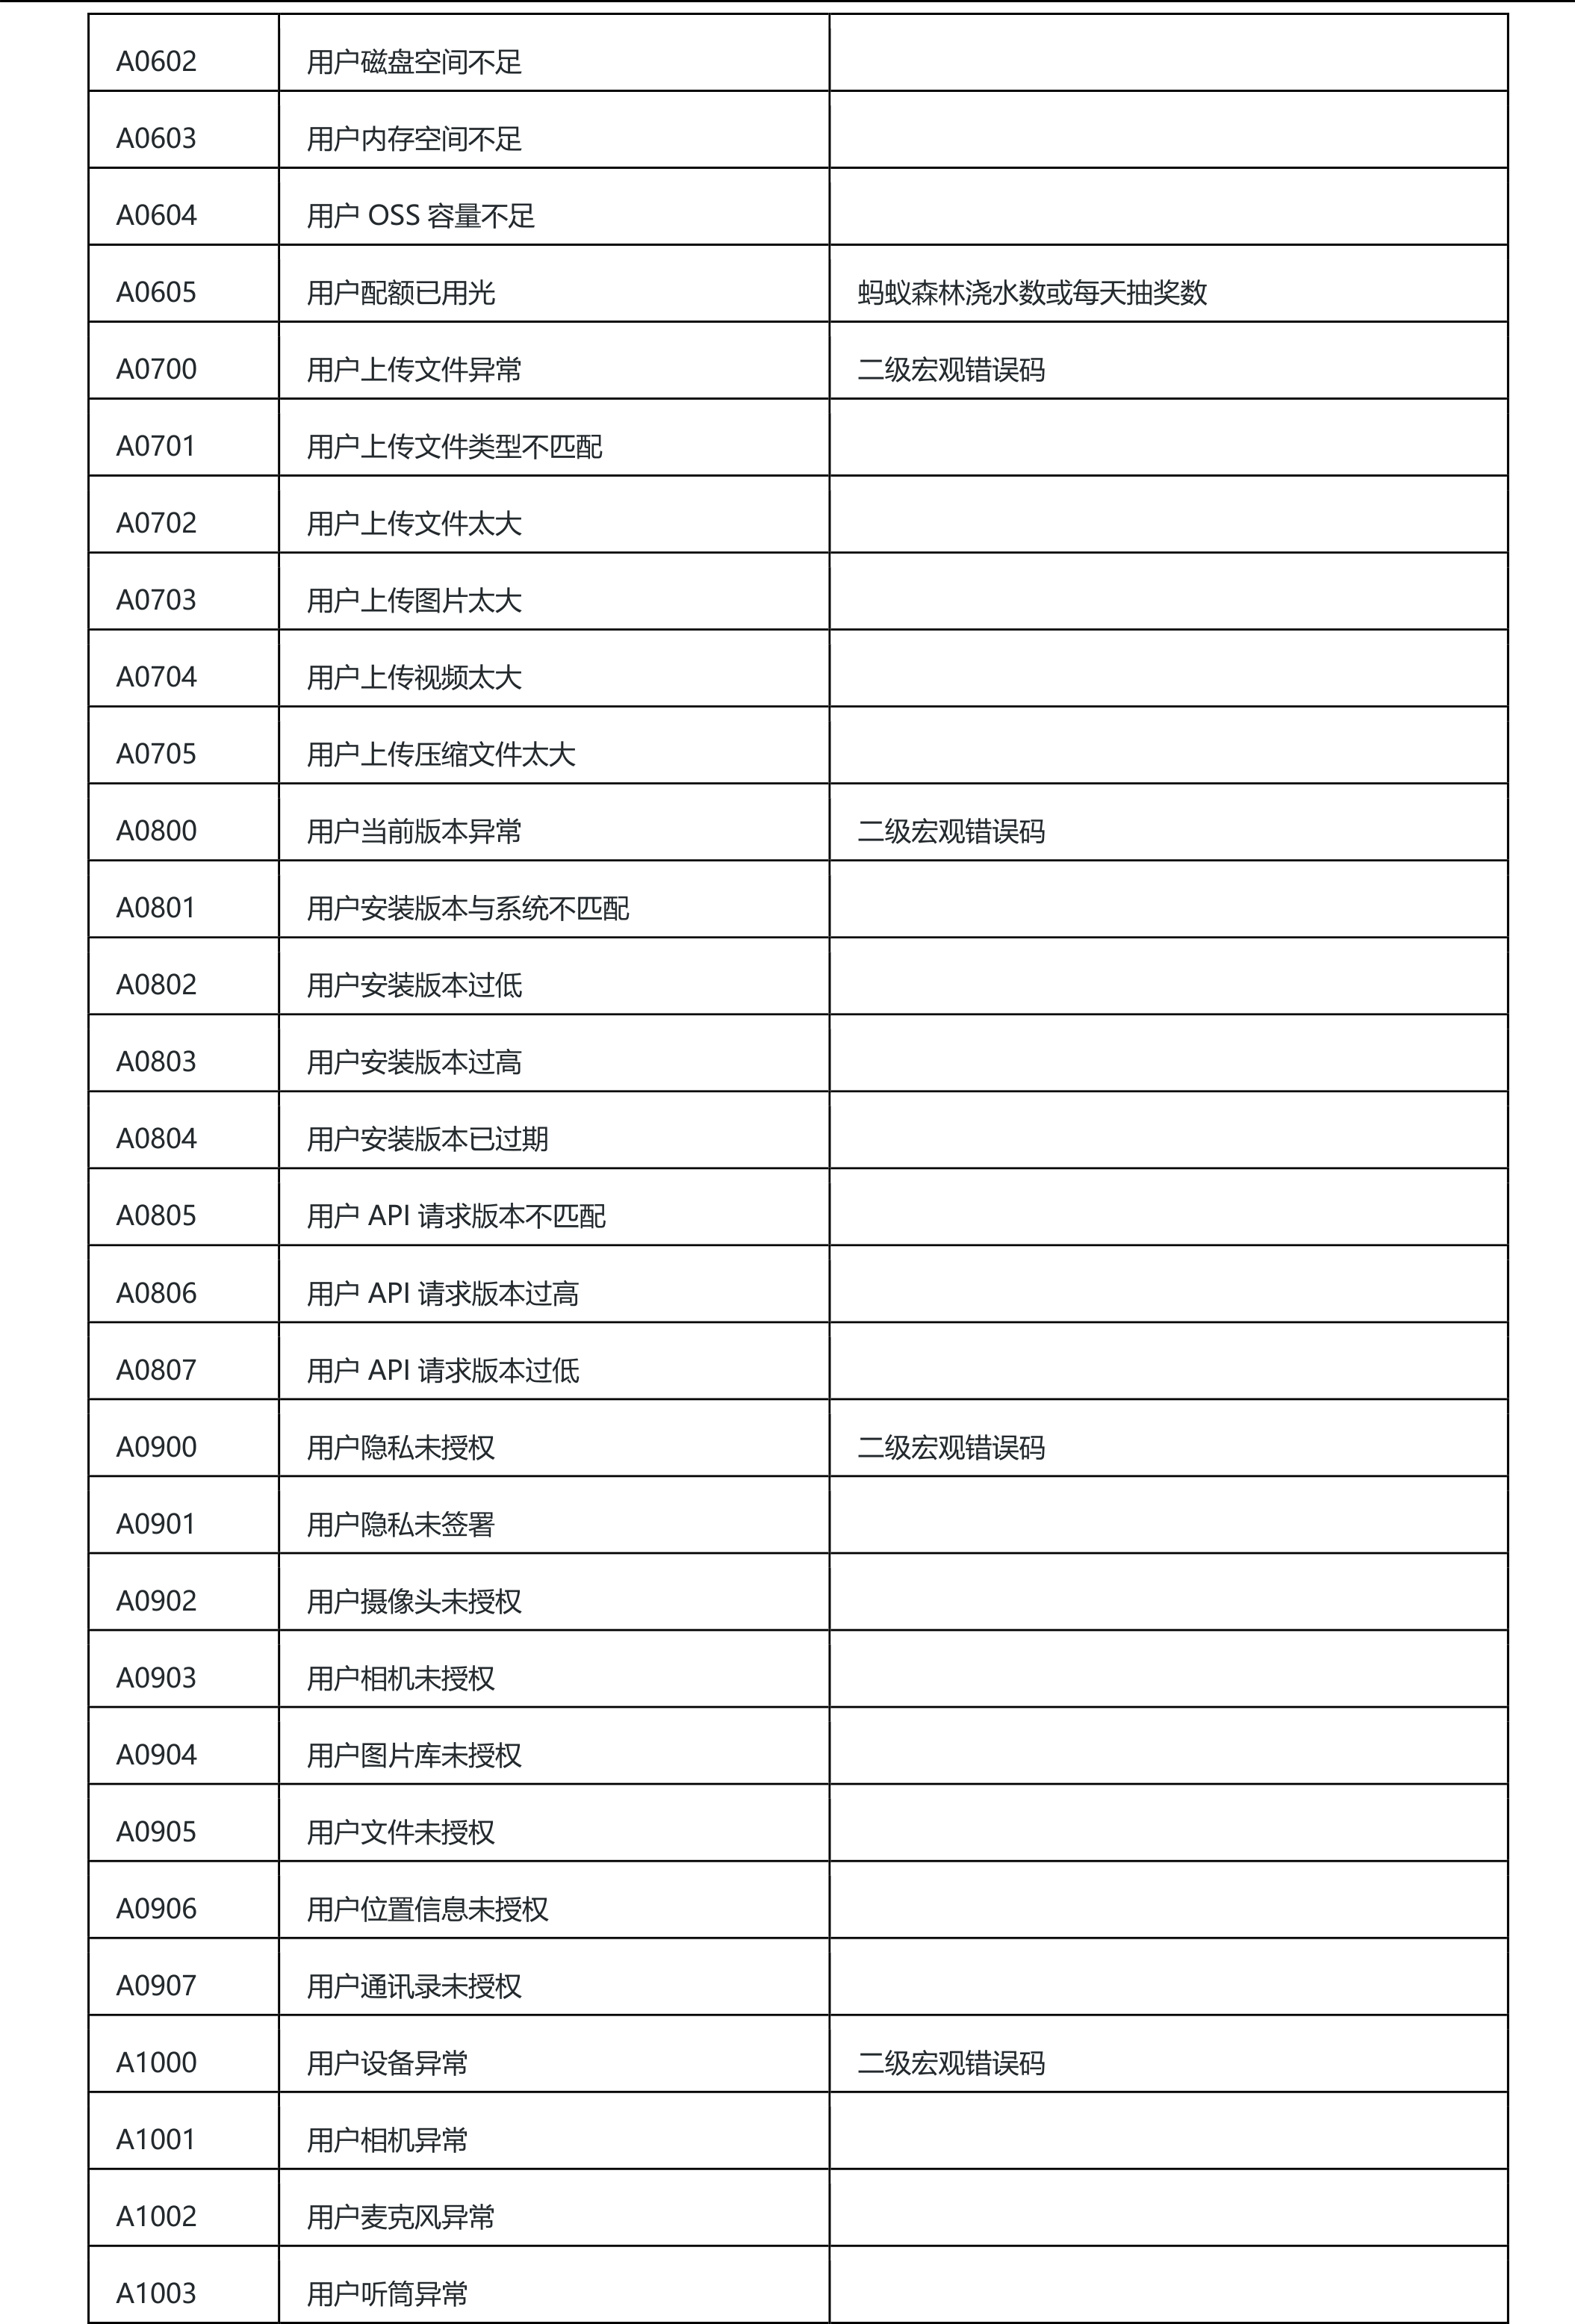 A0602 用户磁盘空间不足
A0603 用户内存空间不足
A0604 用户 OSS 容量不足
A0605 用户配额已用光 蚂蚁森林浇水数或每天抽奖数
A0700 用户上传文件异常 二级宏观错误码
A0701 用户上传文件类型不匹配
A0702 用户上传文件太大
A0703 用户上传图片太大
A0704 用户上传视频太大
A0705 用户上传压缩文件太大
A0800 用户当前版本异常 二级宏观错误码
A0801 用户安装版本与系统不匹配
A0802 用户安装版本过低
A0803 用户安装版本过高
A0804 用户安装版本已过期
A0805 用户 API 请求版本不匹配
A0806 用户 API 请求版本过高
A0807 用户 API 请求版本过低
A0900 用户隐私未授权 二级宏观错误码
A0901 用户隐私未签署
A0902 用户摄像头未授权
A0903 用户相机未授权
A0904 用户图片库未授权
A0905 用户文件未授权
A0906 用户位置信息未授权
A0907 用户通讯录未授权
A1000 用户设备异常 二级宏观错误码
A1001 用户相机异常
A1002 用户麦克风异常
A1003 用户听筒异常